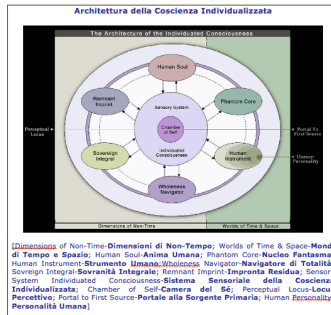 Architettura della Coscienza Individualizzata
The Architecture of the Individuated Consciousness
Human Soul
Remnant
Imprint
Phantom Core
Sensory System
Perceptual
Locus
Chamber
of Self
Portal To
First Source
Individuated
Consciousness
Sovereign
Integral
Human
Instrument
Human
Personality
Wholeness
Navigator
Dimensions of Non-Time
Worlds of Time & Space
[Dimensions of Non-Time-Dimensioni di Non-Tempo; Worlds of Time & Space-Mond
di Tempo e Spazio; Human Soul-Anima Umana; Phantom Core-Nucleo Fantasma
Human Instrument-Strumento Umano;Wholeness Navigator-Navigatore di Totalità
Sovreign Integral-Sovranità Integrale; Remnant Imprint-Impronta Residua; Sensor
System Individuated Consciousness-Sistema Sensoriale della Coscienza
Individualizzata; Chamber of Self-Camera del Sé; Perceptual Locus-Locu
Percettivo; Portal to First Source-Portale alla Sorgente Primaria; Human Personality
Personalità Umana]